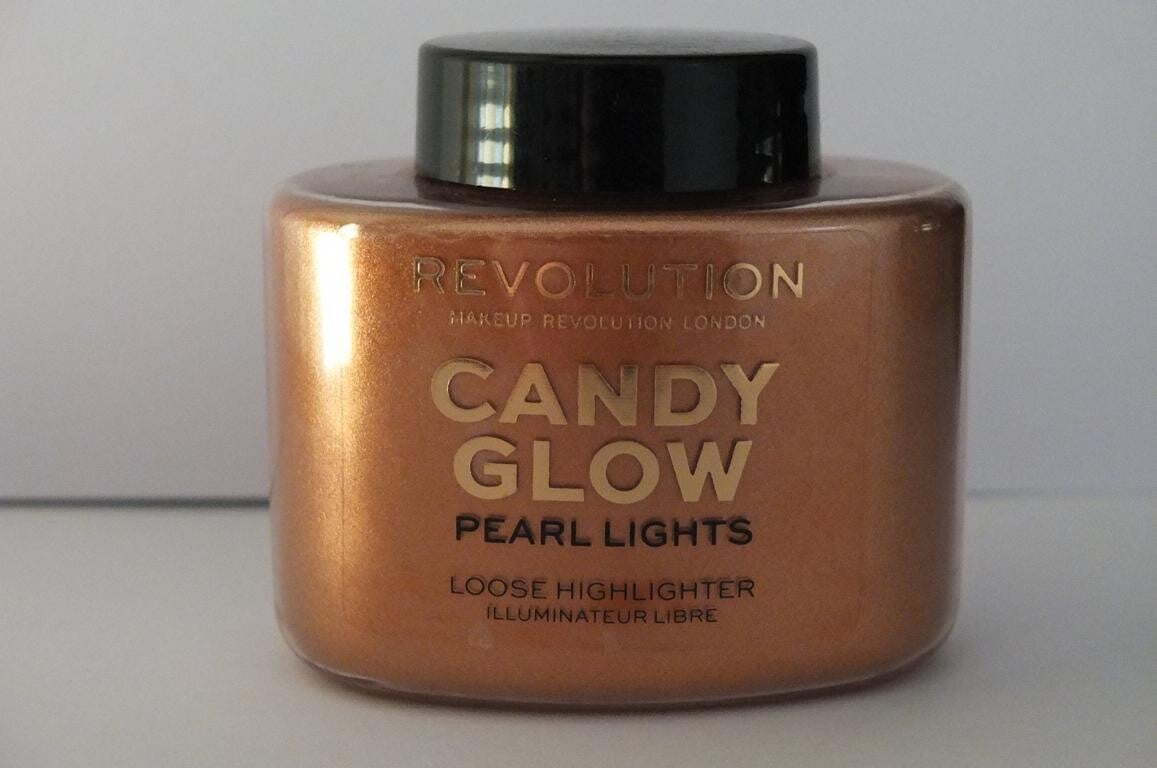 REVOLUTION
MAKEUP REVOLUTION LONDON
CANDY
GLOW
PEARL LIGHTS
LOOSE HIGHLIGHTER
ILLUMINATEUR LIBRE